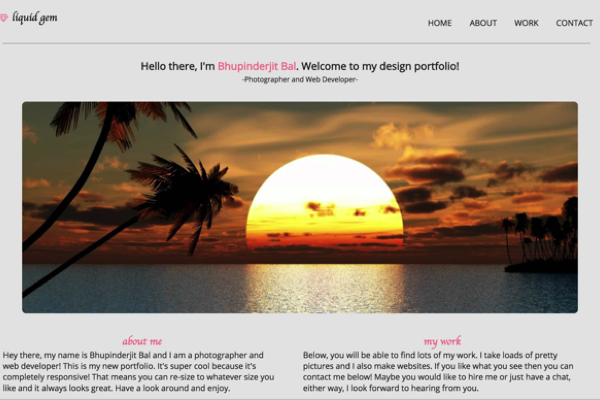 liquid gem
HOME ABOUT WORK CONTACT
Hello there, I'm Bhupinderjit Bal. Welcome to my design portfolio!
-Photographer and Web Developer-
about me
Hey there, my name is Bhupinderjit Bal and I am a photographer and
web developer! This is my new portfolio. It's super cool because it's
completely responsive! That means you can re-size to whatever size you
like and it always looks great. Have a look around and enjoy.
my work
Below, you will be able to find lots of my work. I take loads of pretty
pictures and I also make websites. If you like what you see then you can
contact me below! Maybe you would like to hire me or just have a chat,
either way, I look forward to hearing from you.